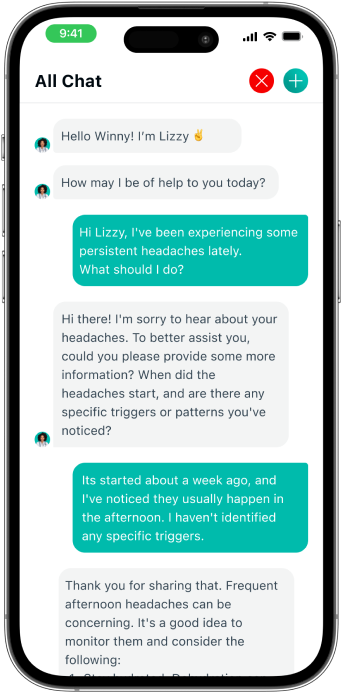 9:41
All Chat
Hello Winny! I’m Lizzy ✌️
How may I be of help to you today?
Hi Lizzy, I've been experiencing some
persistent headaches lately.
What should I do?
Hi there! I'm sorry to hear about your
headaches. To better assist you,
could you please provide some more
information? When did the
headaches start, and are there any
specific triggers or patterns you've
noticed?
Its started about a week ago, and
I've noticed they usually happen in
the afternoon. I haven't identified
any specific triggers.
Thank you for sharing that. Frequent
afternoon headaches can be
concerning. It's a good idea to
monitor them and consider the
following: